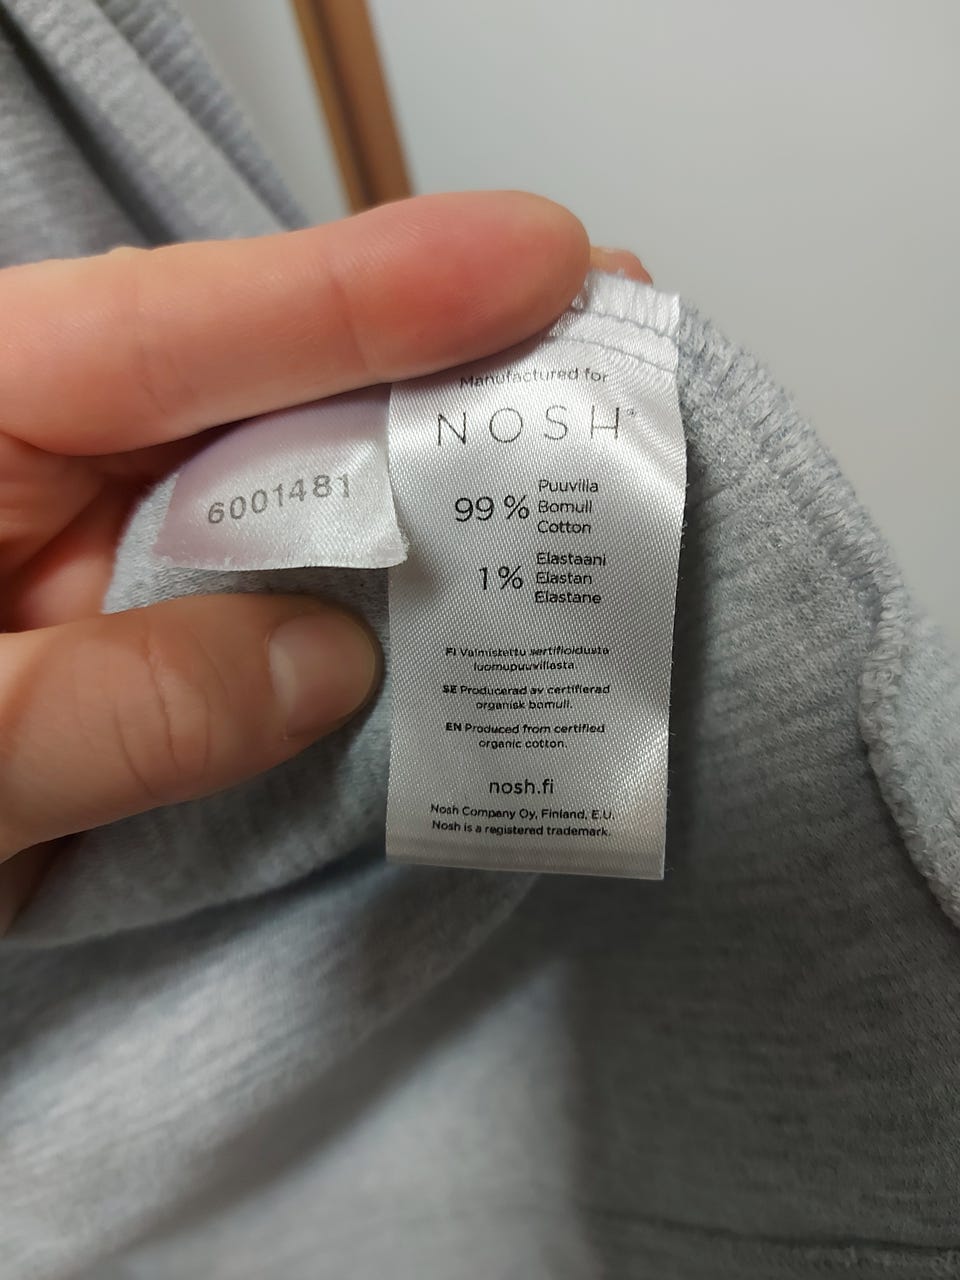 Manufactured for
NOSH®
6001481
99%
Puuvilla
Bomull
Cotton
1%
Elastaani
Elastan
Elastane
FI Valmistettu sertifioidusta
luomupuuvillasta
SE Producerad av certifierad
organisk bomull.
EN Produced from certified
organic cotton.
nosh.fi
Nosh Company Oy, Finland, E.U.
Nosh is a registered trademark.